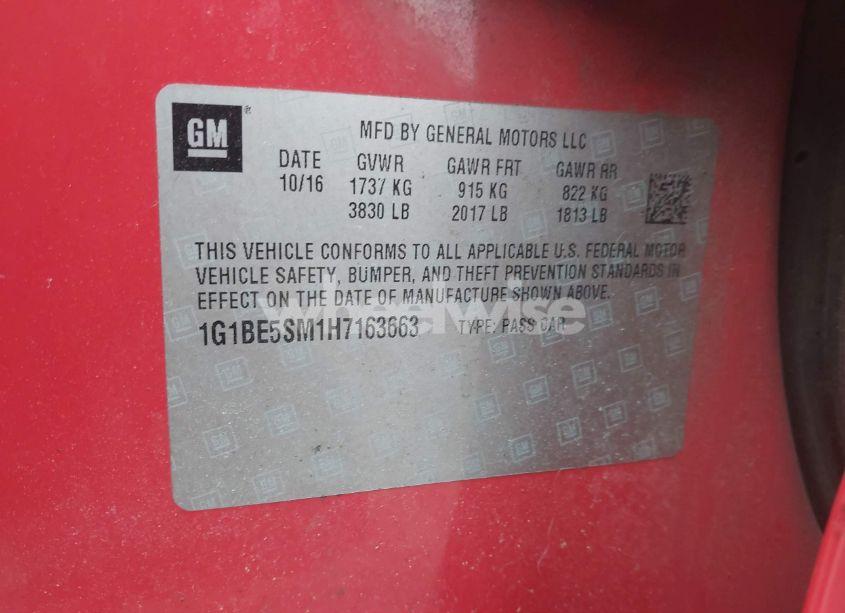 GM
MFD BY GENERAL MOTORS LLC
DATE GVWR GAWR FRT GAWR RR
10/16 1737 KG 915 KG 822 KG
3830 LB 2017 LB 1813 LB
THIS VEHICLE CONFORMS TO ALL APPLICABLE U.S. FEDERAL MOTOR
VEHICLE SAFETY, BUMPER, AND THEFT PREVENTION STANDARDS IN
EFFECT ON THE DATE OF MANUFACTURE SHOWN ABOVE.
wheelwise
1G1BE5SM1H7163663 TYPE: PASS CAR